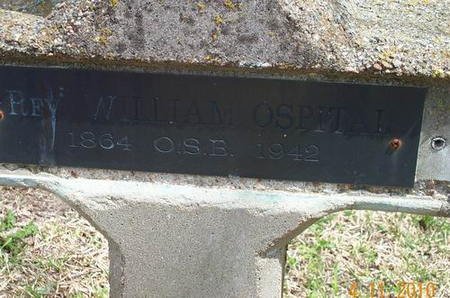 Rev WILLIAM OSPITAL
1864 O.S.B. 1942
4 11 2010